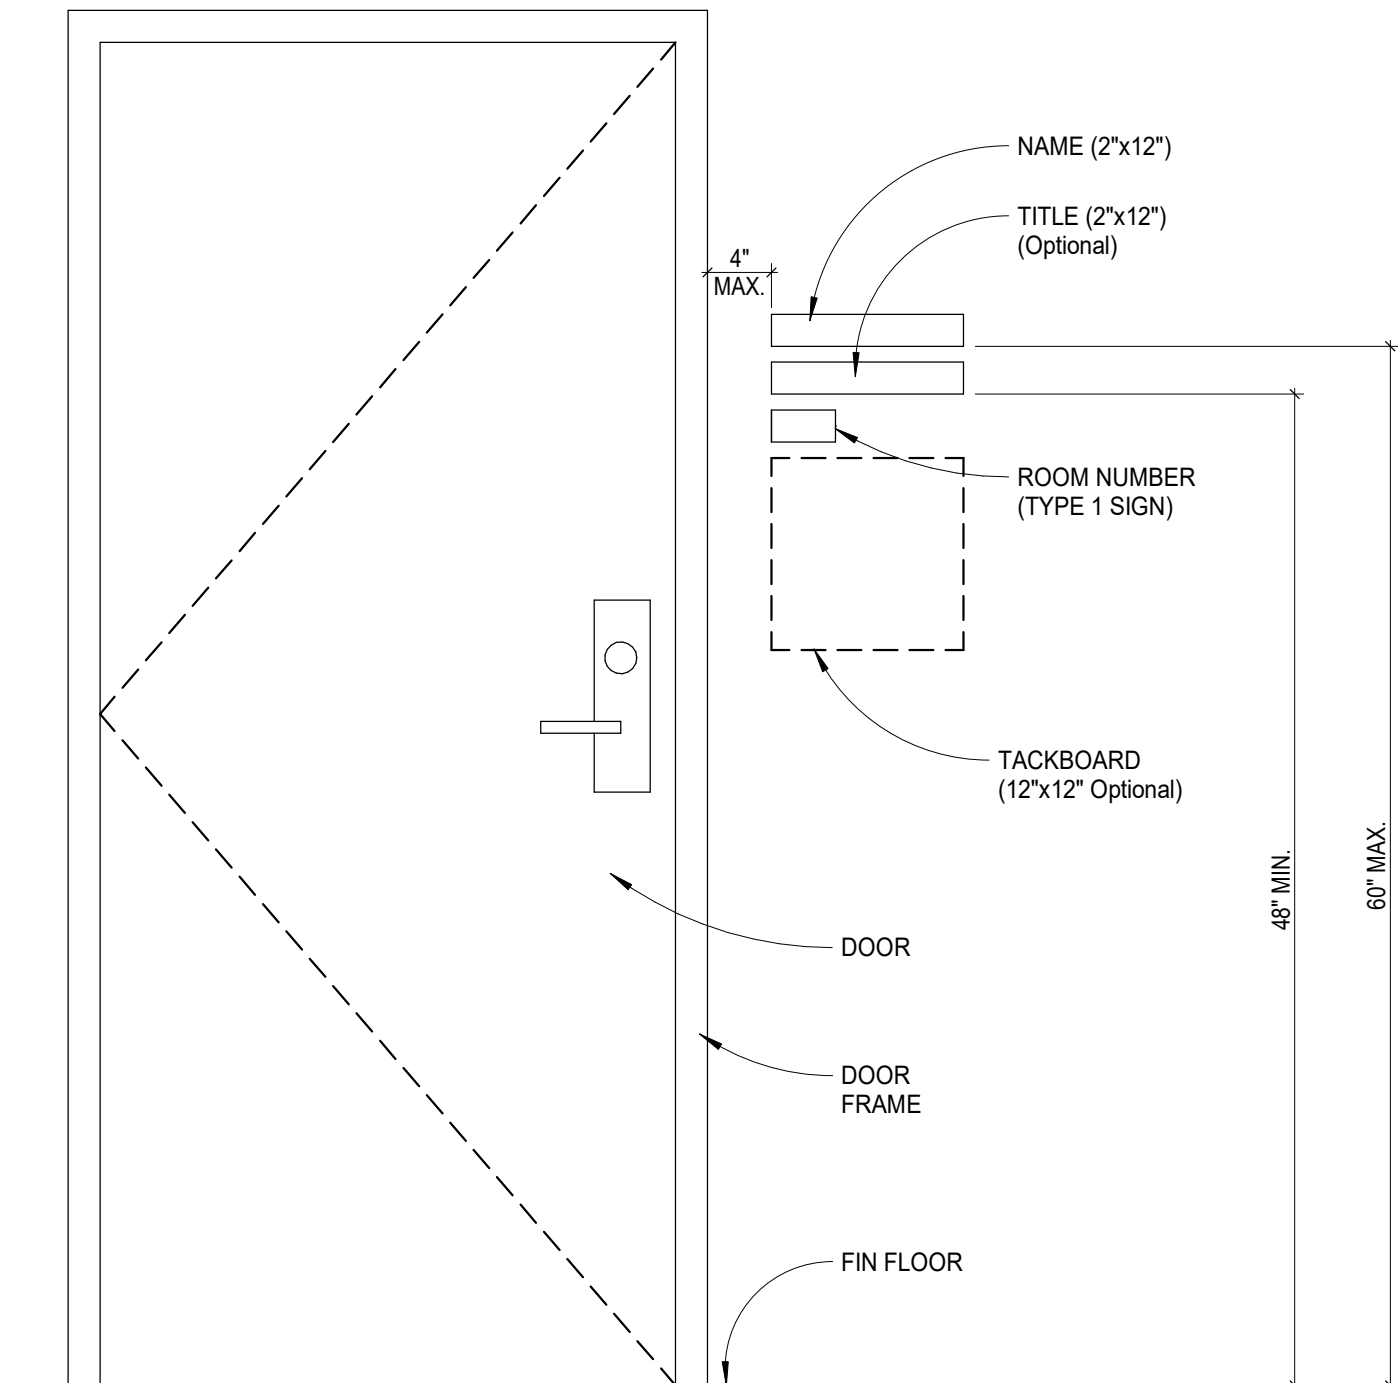 NAME (2"x12")
TITLE (2"x12")
(Optional)
4"
MAX.
ROOM NUMBER
(TYPE 1 SIGN)
TACKBOARD
(12"x12" Optional)
48" MIN.
60" MAX.
DOOR
DOOR
FRAME
FIN FLOOR